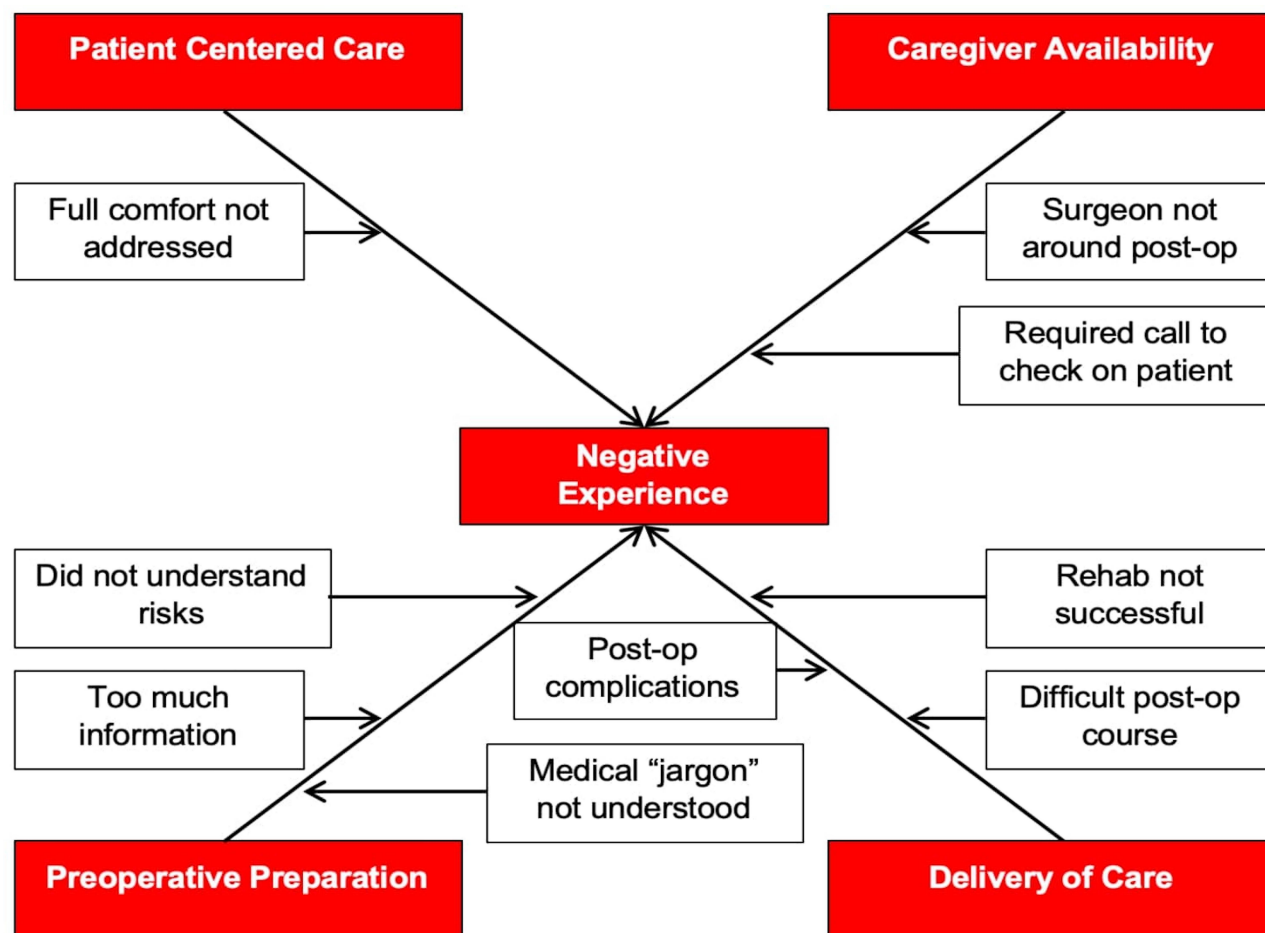 Patient Centered Care
Caregiver Availability
Full comfort not
addressed
Surgeon not
around post-op
Required call to
check on patient
Negative
Experience
Did not understand
risks
Rehab not
successful
Post-op
complications
Too much
information
Difficult post-op
course
Medical “jargon”
not understood
Preoperative Preparation
Delivery of Care